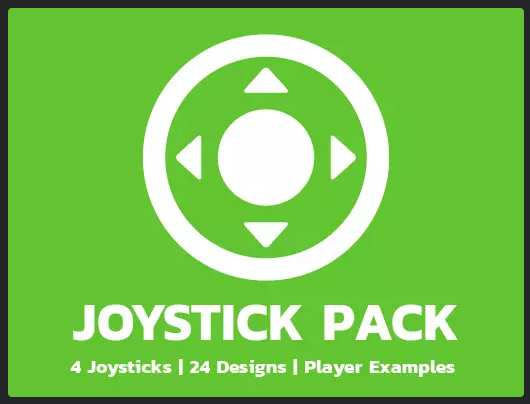 JOYSTICK PACK
4 Joysticks | 24 Designs | Player Examples